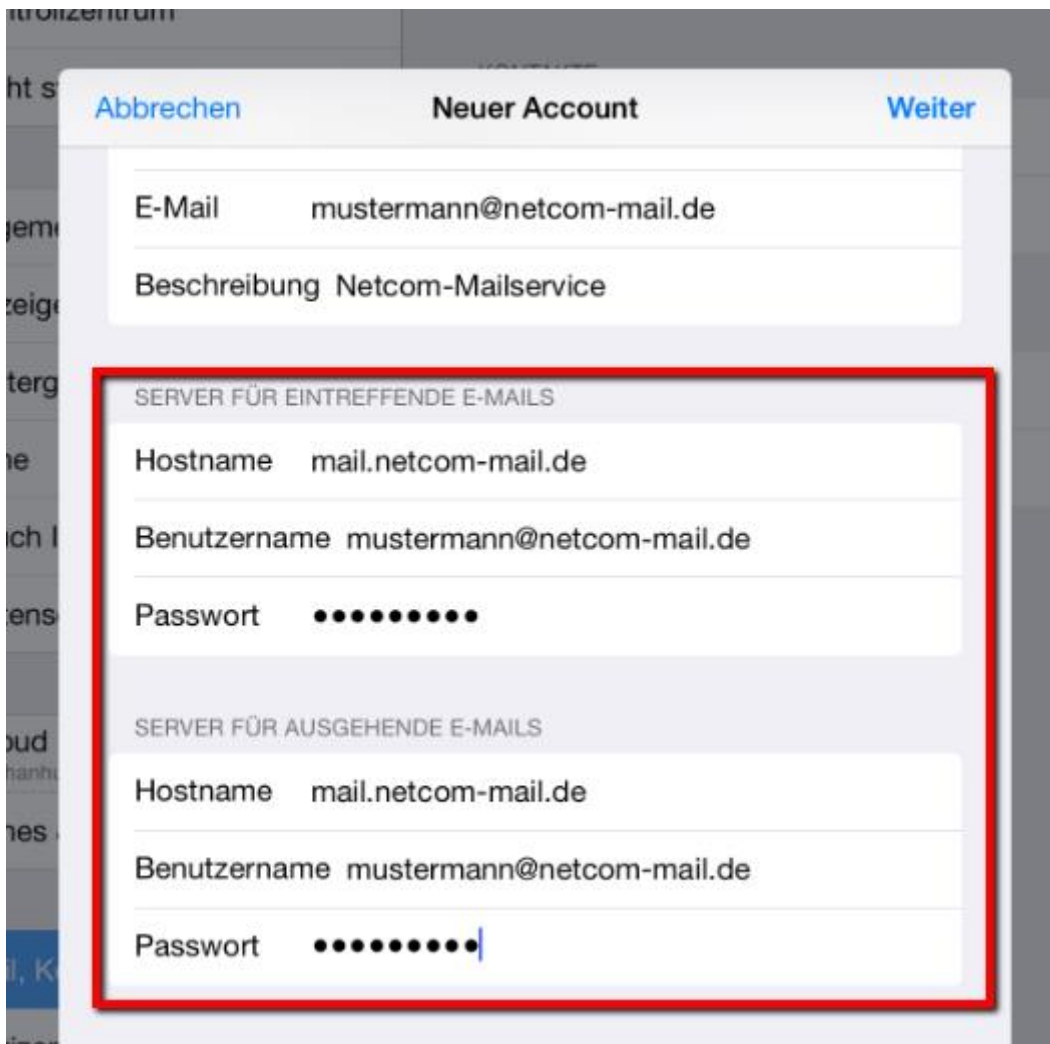 KONTAKTE
Abbrechen Neuer Account Weiter
E-Mail mustermann@netcom-mail.de
Beschreibung Netcom-Mailservice
SERVER FÜR EINTREFFENDE E-MAILS
Hostname mail.netcom-mail.de
Benutzername mustermann@netcom-mail.de
Passwort •••••••••
SERVER FÜR AUSGEHENDE E-MAILS
Hostname mail.netcom-mail.de
Benutzername mustermann@netcom-mail.de
Passwort •••••••••